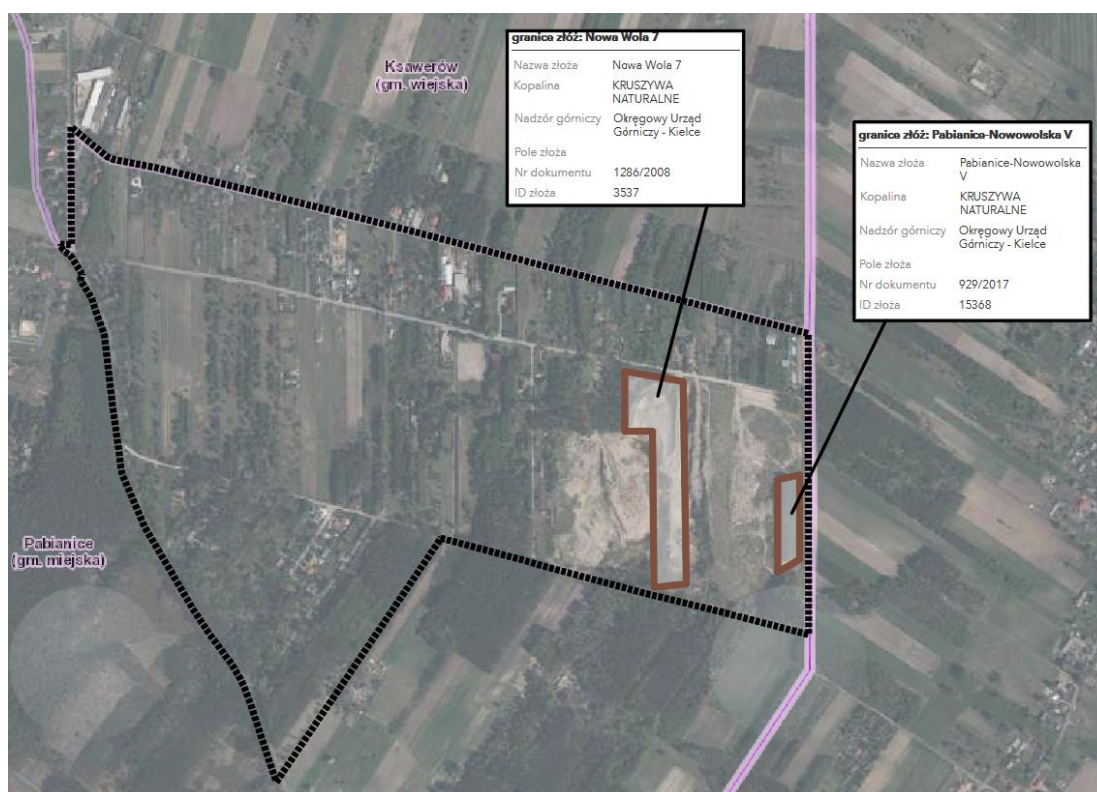 Ksawerów
(gm. wiejska)
granice złóż: Nowa Wola 7
Nazwa złoża Nowa Wola 7
Kopalina KRUSZYWA
NATURALNE
Nadzór górniczy Okręgowy Urząd
Górniczy - Kielce
Pole złoża
Nr dokumentu 1286/2008
ID złoża 3537
granice złóż: Pabianice-Nowowolska V
Nazwa złoża Pabianice-Nowowolska
V
Kopalina KRUSZYWA
NATURALNE
Nadzór górniczy Okręgowy Urząd
Górniczy - Kielce
Pole złoża
Nr dokumentu 929/2017
ID złoża 15368
Pabianice
(gm. miejska)